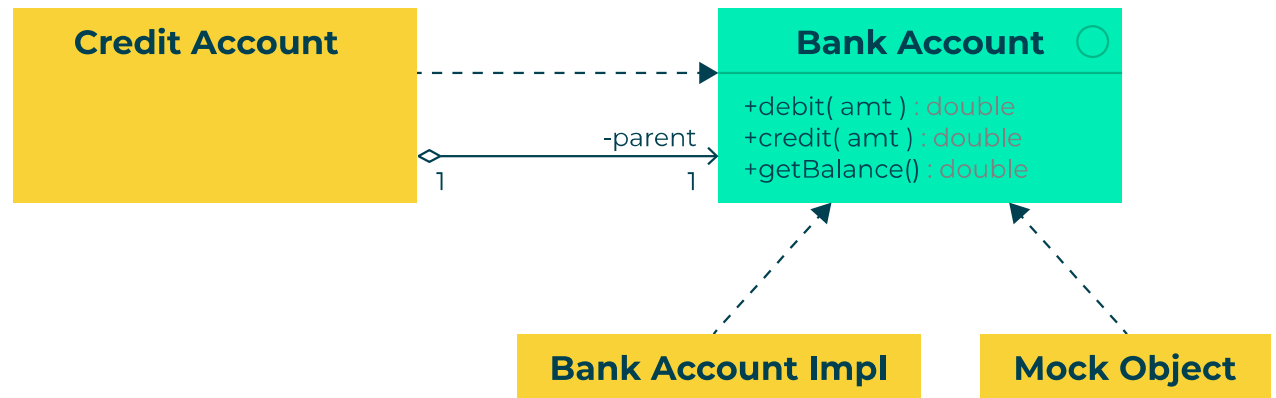 Credit Account
Bank Account
+debit( amt ) : double
+credit( amt ) : double
+getBalance() : double
-parent
1
1
Bank Account Impl
Mock Object